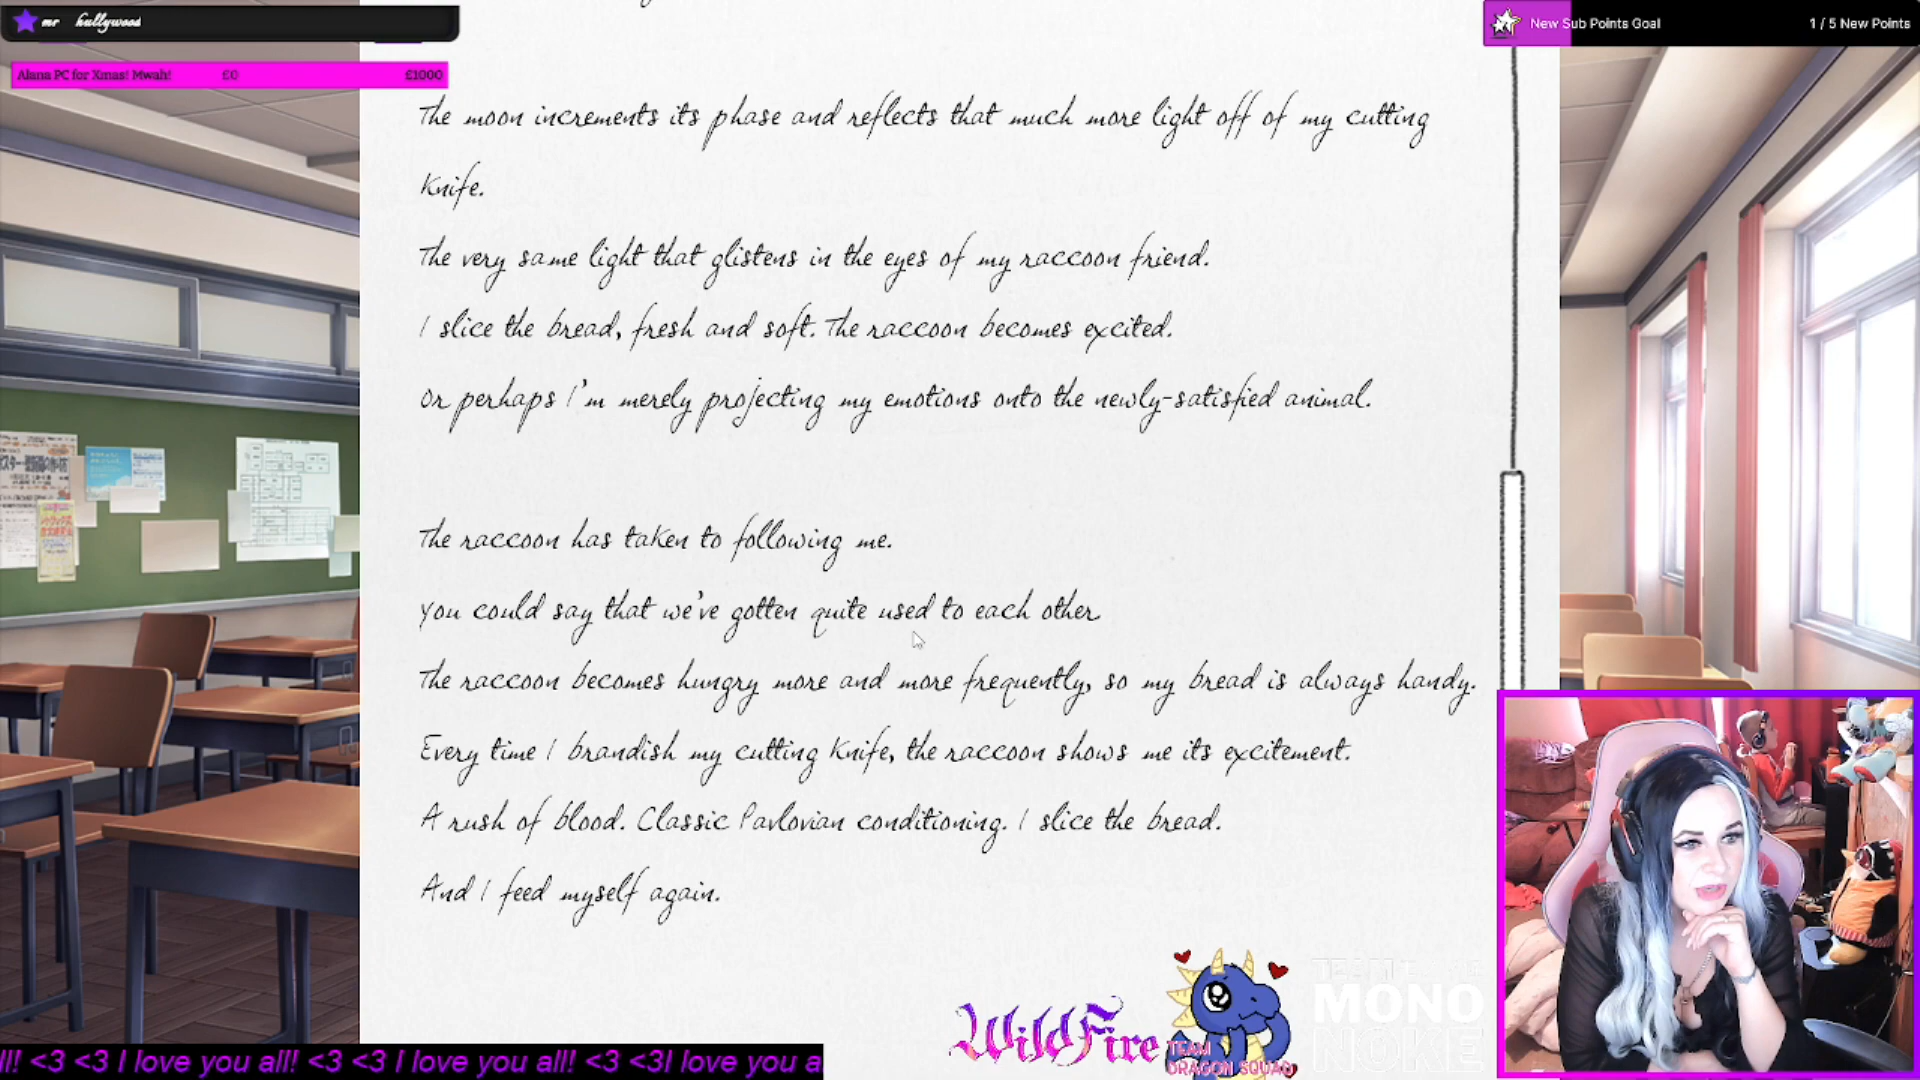 mr hullywood
New Sub Points Goal 1 / 5 New Points
Alana PC for Xmas! Mwah! £0 £1000
The moon increments its phase and reflects that much more light off of my cutting
knife.
The very same light that glistens in the eyes of my raccoon friend.
I slice the bread, fresh and soft. The raccoon becomes excited.
Or perhaps I'm merely projecting my emotions onto the newly-satisfied animal.
The raccoon has taken to following me.
You could say that we've gotten quite used to each other.
The raccoon becomes hungry more and more frequently, so my bread is always handy.
Every time I brandish my cutting knife, the raccoon shows me its excitement.
A rush of blood. Classic Pavlovian conditioning. I slice the bread.
And I feed myself again.
WildFire
TEAM
DRAGON SQUAD
MONO
NOKE
ll! <3 <3 I love you all! <3 <3 I love you all! <3 <3I love you a